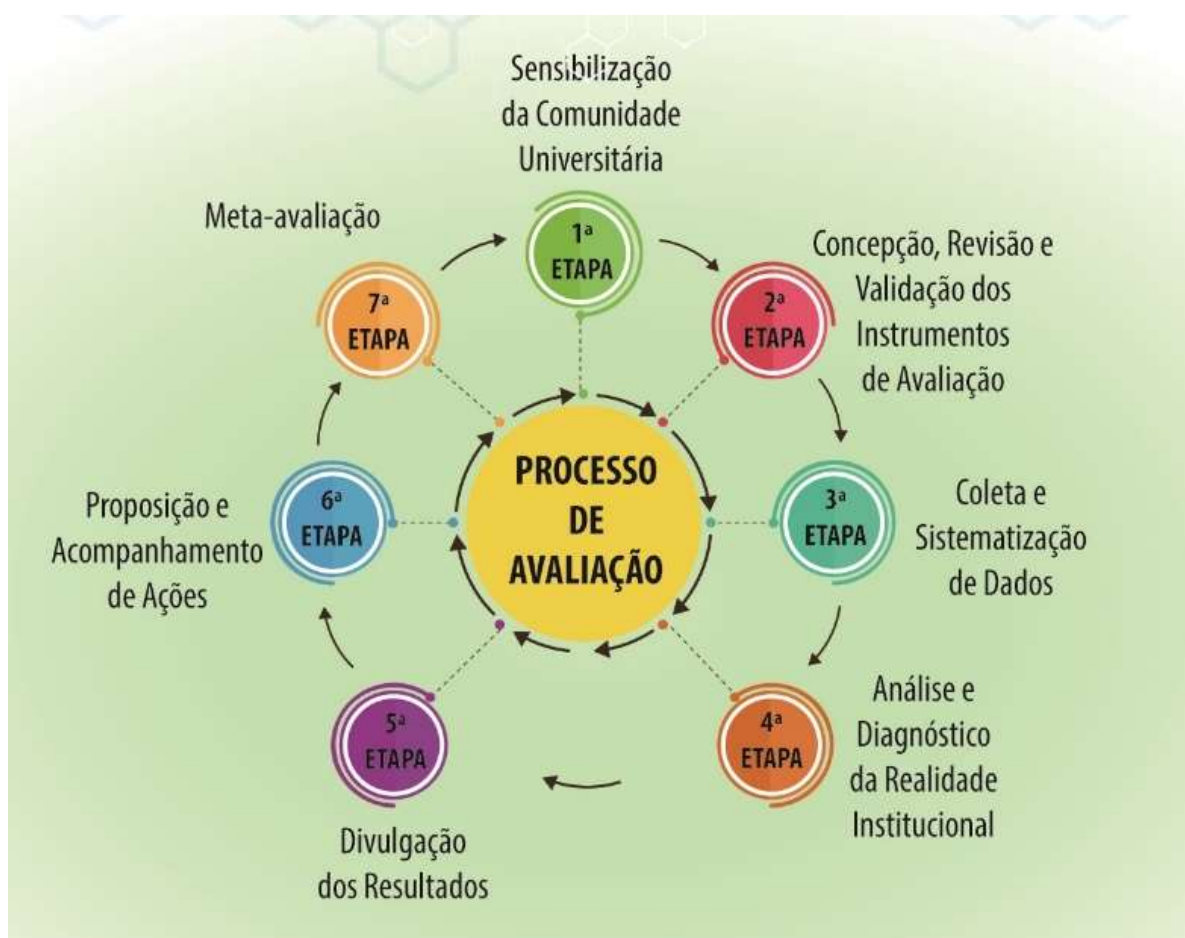 Sensibilização
da Comunidade
Universitária
1ª
ETAPA
Concepção, Revisão e
Validação dos
Instrumentos
de Avaliação
2ª
ETAPA
Coleta e
Sistematização
de Dados
3ª
ETAPA
Análise e
Diagnóstico
da Realidade
Institucional
4ª
ETAPA
Divulgação
dos Resultados
5ª
ETAPA
Proposição e
Acompanhamento
de Ações
6ª
ETAPA
Meta-avaliação
7ª
ETAPA
PROCESSO
DE
AVALIAÇÃO